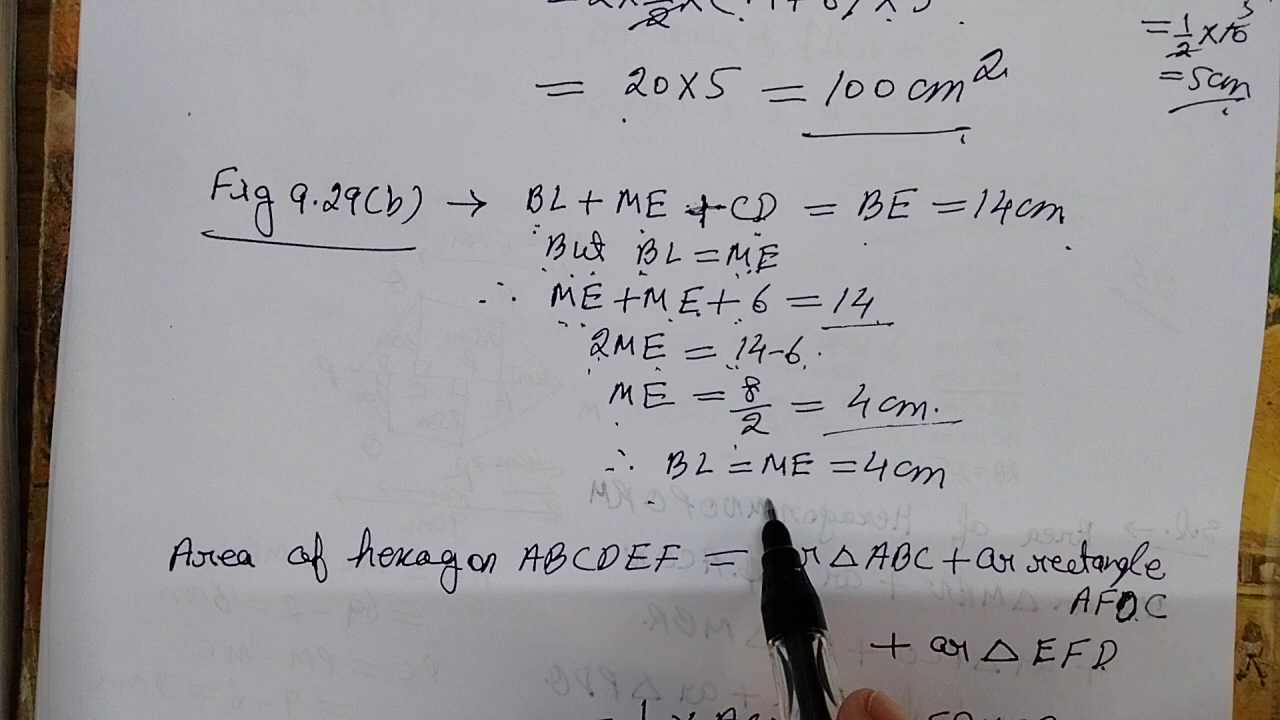 = 20 x 5 = 100 cm²
= 1/2 x 10 5
= 5cm
Fig 9.29(b) → BL + ME + CD = BE = 14cm
But BL = ME
∴ ME + ME + 6 = 14
2ME = 14-6
ME = 8/2 = 4cm.
∴ BL = ME = 4cm
Area of hexagon ABCDEF = ar △ ABC + ar rectangle
AFDC
+ ar △ EFD